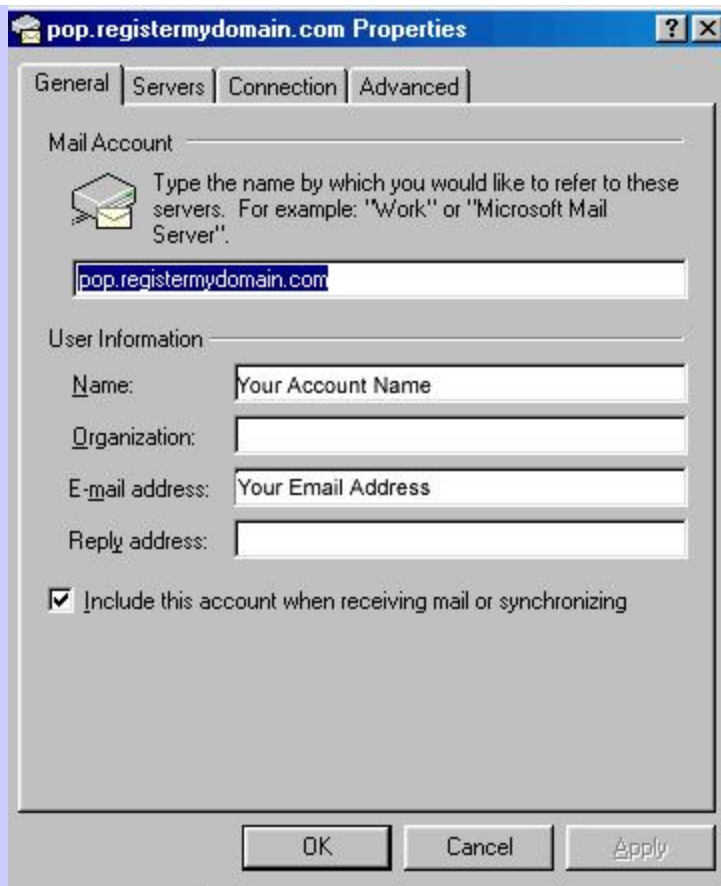 pop.registermydomain.com Properties
General Servers Connection Advanced
Mail Account
Type the name by which you would like to refer to these
servers. For example: "Work" or "Microsoft Mail
Server".
pop.registermydomain.com
User Information
Name: Your Account Name
Organization:
E-mail address: Your Email Address
Reply address:
Include this account when receiving mail or synchronizing
OK Cancel Apply